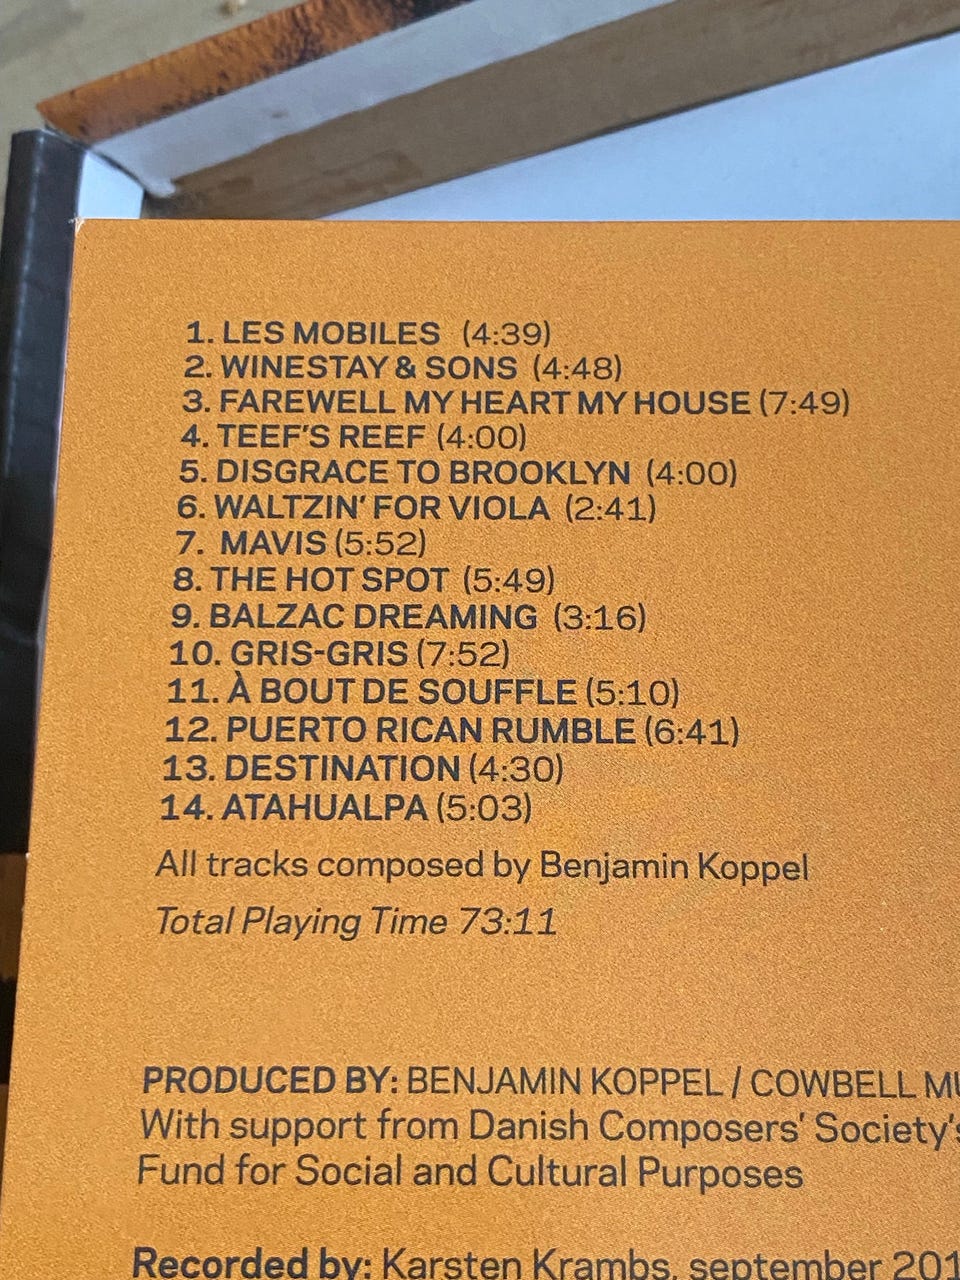 1. LES MOBILES (4:39)
2. WINESTAY & SONS (4:48)
3. FAREWELL MY HEART MY HOUSE (7:49)
4. TEEF'S REEF (4:00)
5. DISGRACE TO BROOKLYN (4:00)
6. WALTZIN' FOR VIOLA (2:41)
7. MAVIS (5:52)
8. THE HOT SPOT (5:49)
9. BALZAC DREAMING (3:16)
10. GRIS-GRIS (7:52)
11. À BOUT DE SOUFFLE (5:10)
12. PUERTO RICAN RUMBLE (6:41)
13. DESTINATION (4:30)
14. ATAHUALPA (5:03)
All tracks composed by Benjamin Koppel
Total Playing Time 73:11
PRODUCED BY: BENJAMIN KOPPEL / COWBELL
With support from Danish Composers' Society's
Fund for Social and Cultural Purposes
Recorded by: Karsten Krambs, september